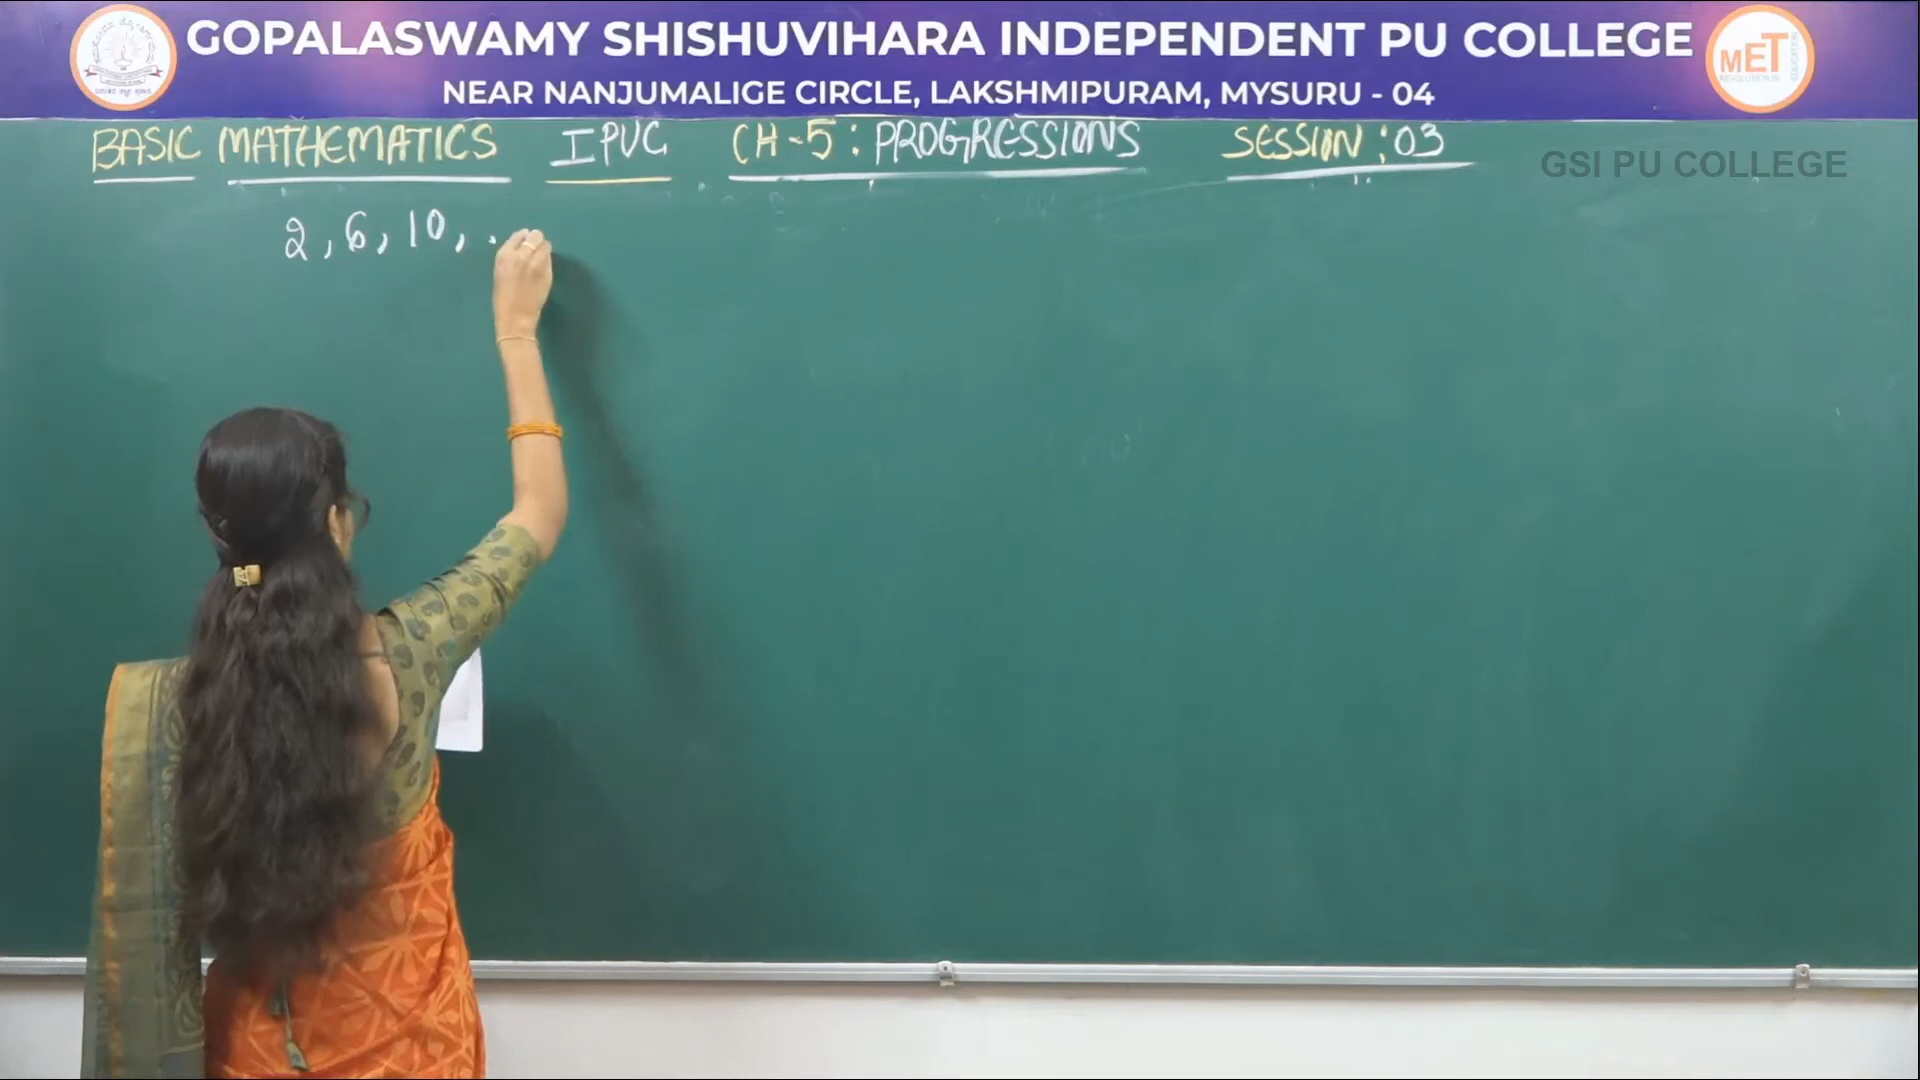 GOPALASWAMY SHISHUVIHARA INDEPENDENT PU COLLEGE
MET
NEAR NANJUMALIGE CIRCLE, LAKSHMIPURAM, MYSURU - 04
BASIC MATHEMATICS I PUC CH-5: PROGRESSIONS SESSION: 03
GSI PU COLLEGE
2, 6, 10, .